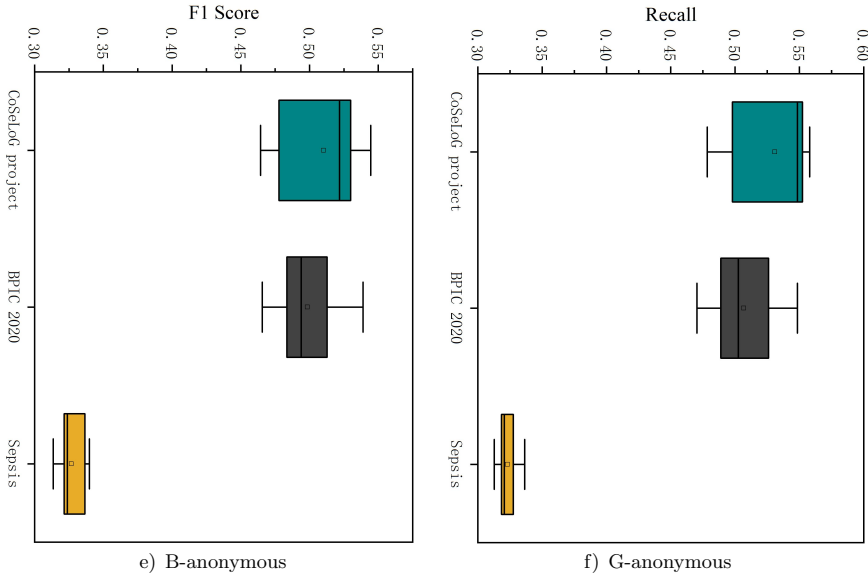 F1 Score
0.30
0.35
0.40
0.45
0.50
0.55
CoSeLoG project
BPIC 2020
Sepsis
e) B-anonymous
Recall
0.30
0.35
0.40
0.45
0.50
0.55
0.60
CoSeLoG project
BPIC 2020
Sepsis
f) G-anonymous